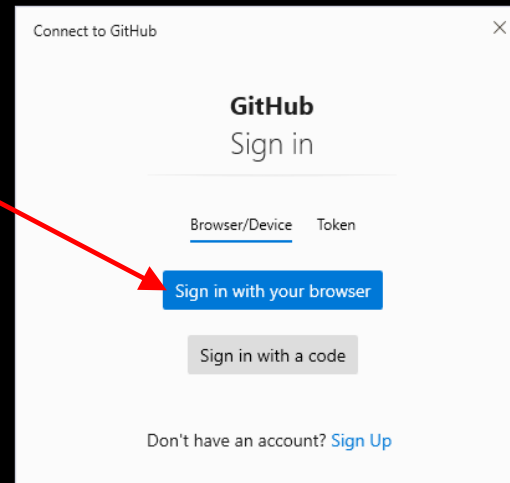 Connect to GitHub
GitHub
Sign in
Browser/Device Token
Sign in with your browser
Sign in with a code
Don't have an account? Sign Up